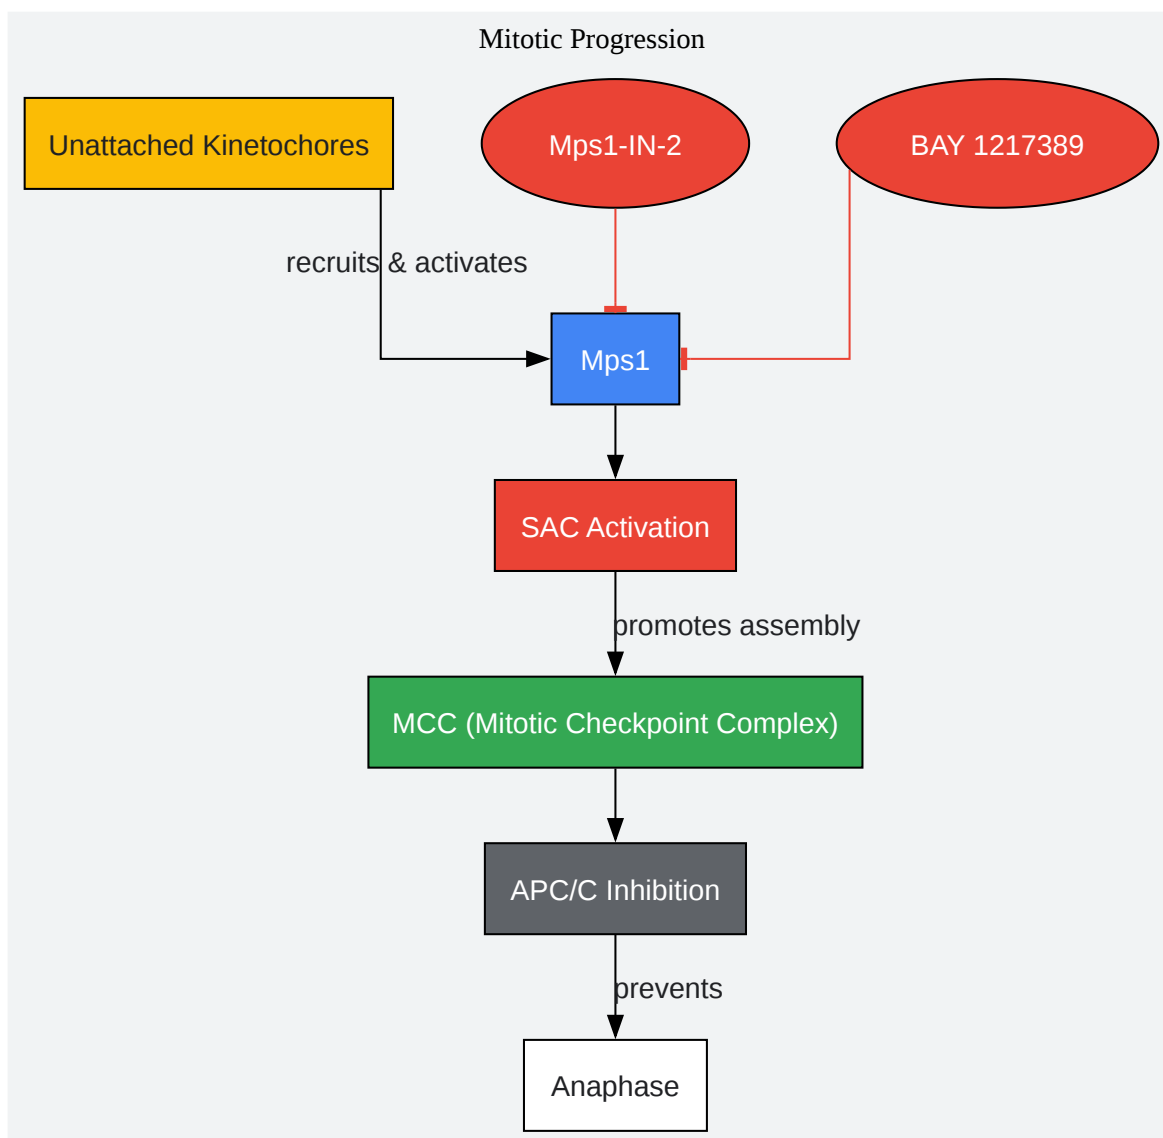 Mitotic Progression
Unattached Kinetochores
Mps1-IN-2
BAY 1217389
recruits & activates
Mps1
SAC Activation
promotes assembly
MCC (Mitotic Checkpoint Complex)
APC/C Inhibition
prevents
Anaphase